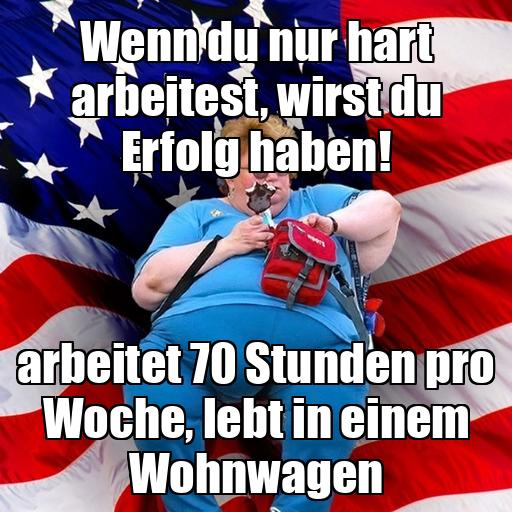 Wenn du nur hart
arbeitest, wirst du
Erfolg haben!
arbeitet 70 Stunden pro
Woche, lebt in einem
Wohnwagen